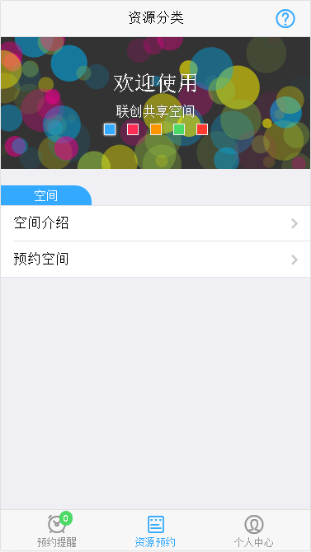 资源分类
?
欢迎使用
联创共享空间
空间
空间介绍
预约空间
0
预约提醒
资源预约
个人中心